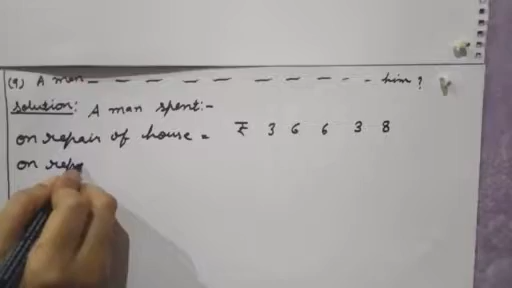 (9) A man — — — — — — — — — - - him ?
Solution: A man spent:-
on repair of house = ₹ 3 6 6 3 8
on repa